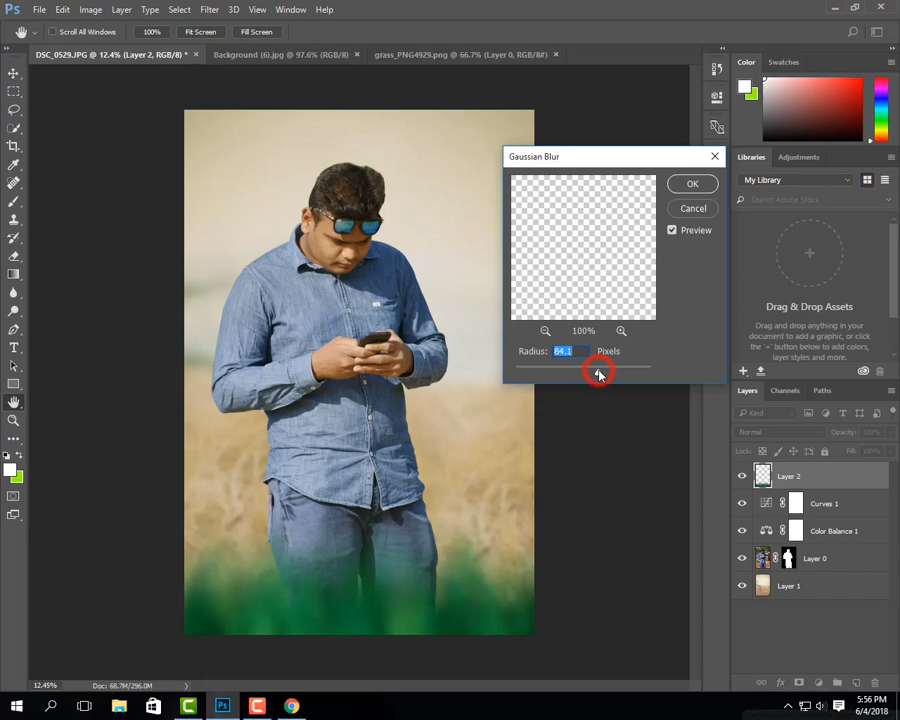 Ps File Edit Image Layer Type Select Filter 3D View Window Help
Scroll All Windows 100% Fit Screen Fill Screen
DSC_0529.JPG @ 12.4% (Layer 2, RGB/8) * × Background (6).jpg @ 97.6% (RGB/8) × grass_PNG4929.png @ 66.7% (Layer 0, RGB/8#) ×
Color Swatches
Gaussian Blur
OK
Cancel
Preview
100%
Radius: 84.1 Pixels
Libraries Adjustments
My Library
Search Adobe Stock
Drag & Drop Assets
Drag and drop anything in your
document to add a graphic, or click
the '+' button below to add colors,
layer styles and more.
Layers Channels Paths
Kind
Normal Opacity: 100%
Lock: Fill: 100%
Layer 2
Curves 1
Color Balance 1
Layer 0
Layer 1
fx
12.45% Doc: 68.7M/296.0M
Ps
5:56 PM
6/4/2018